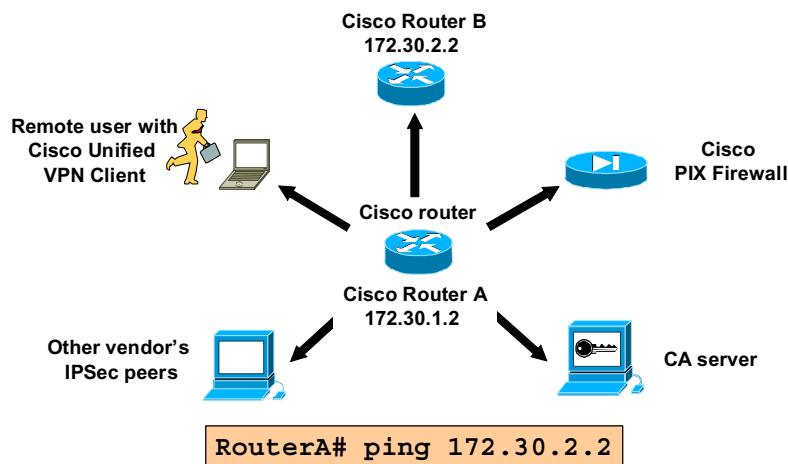 Cisco Router B
172.30.2.2
Remote user with
Cisco Unified
VPN Client
Cisco
PIX Firewall
Cisco router
Cisco Router A
172.30.1.2
Other vendor's
IPSec peers
CA server
RouterA# ping 172.30.2.2